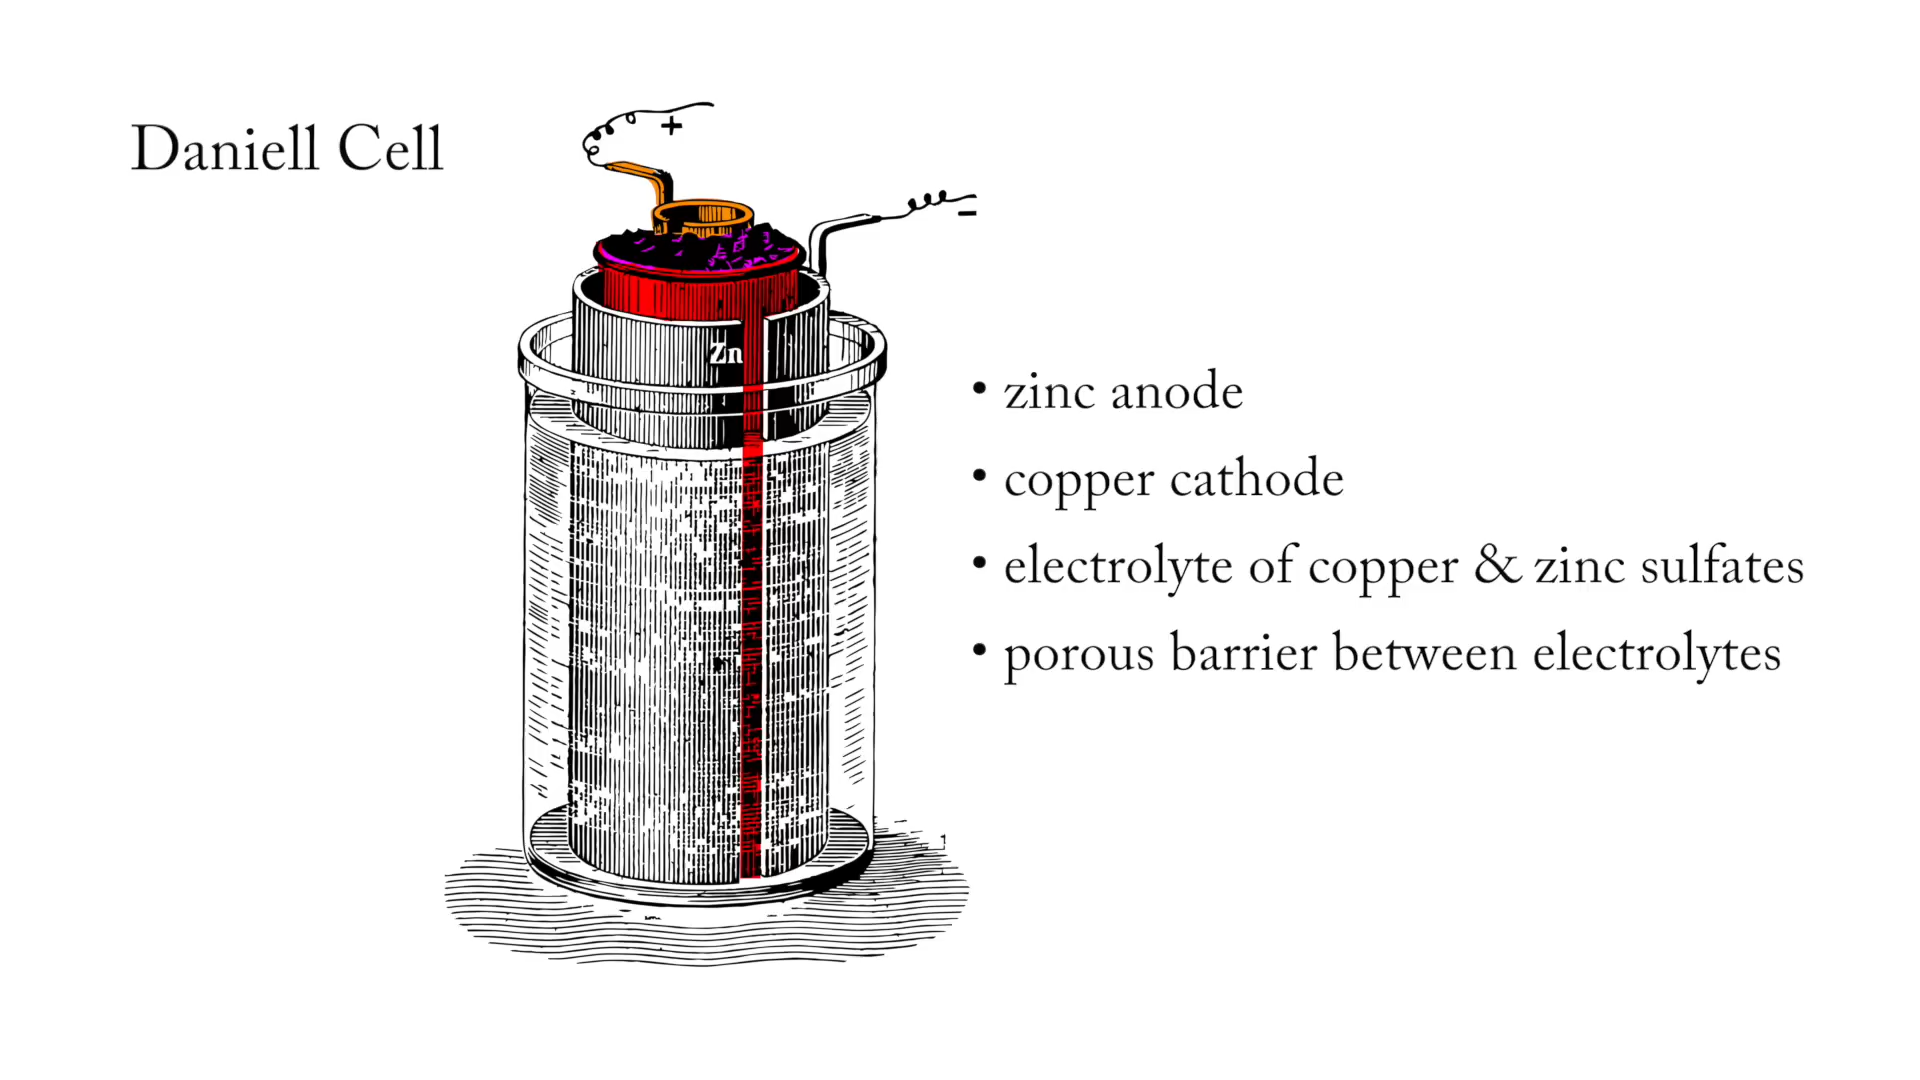 Daniell Cell
+
–
Zn
• zinc anode
• copper cathode
• electrolyte of copper & zinc sulfates
• porous barrier between electrolytes